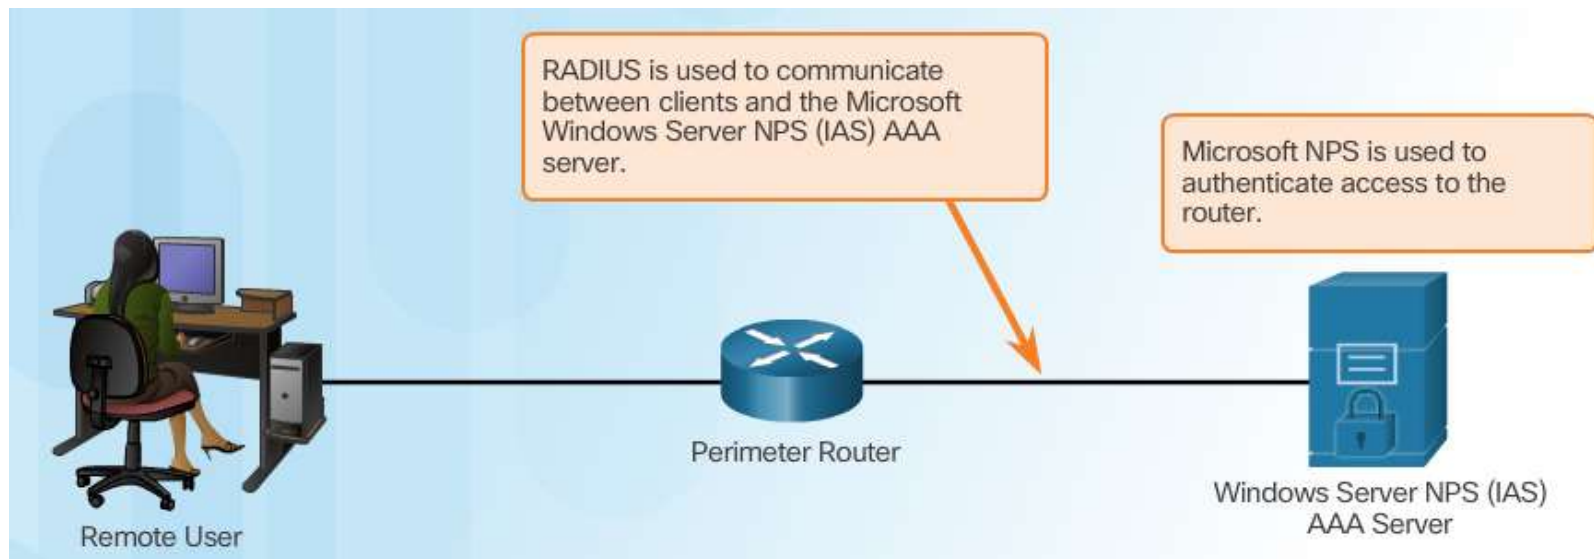 RADIUS is used to communicate
between clients and the Microsoft
Windows Server NPS (IAS) AAA
server.
Microsoft NPS is used to
authenticate access to the
router.
Perimeter Router
Windows Server NPS (IAS)
AAA Server
Remote User